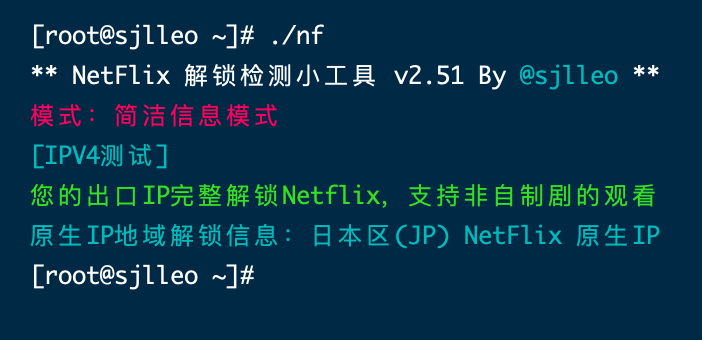 [root@sjlleo ~]# ./nf
** NetFlix 解锁检测小工具 v2.51 By @sjlleo **
模式：简洁信息模式
[IPV4测试]
您的出口IP完整解锁Netflix，支持非自制剧的观看
原生IP地域解锁信息：日本区(JP) NetFlix 原生IP
[root@sjlleo ~]#